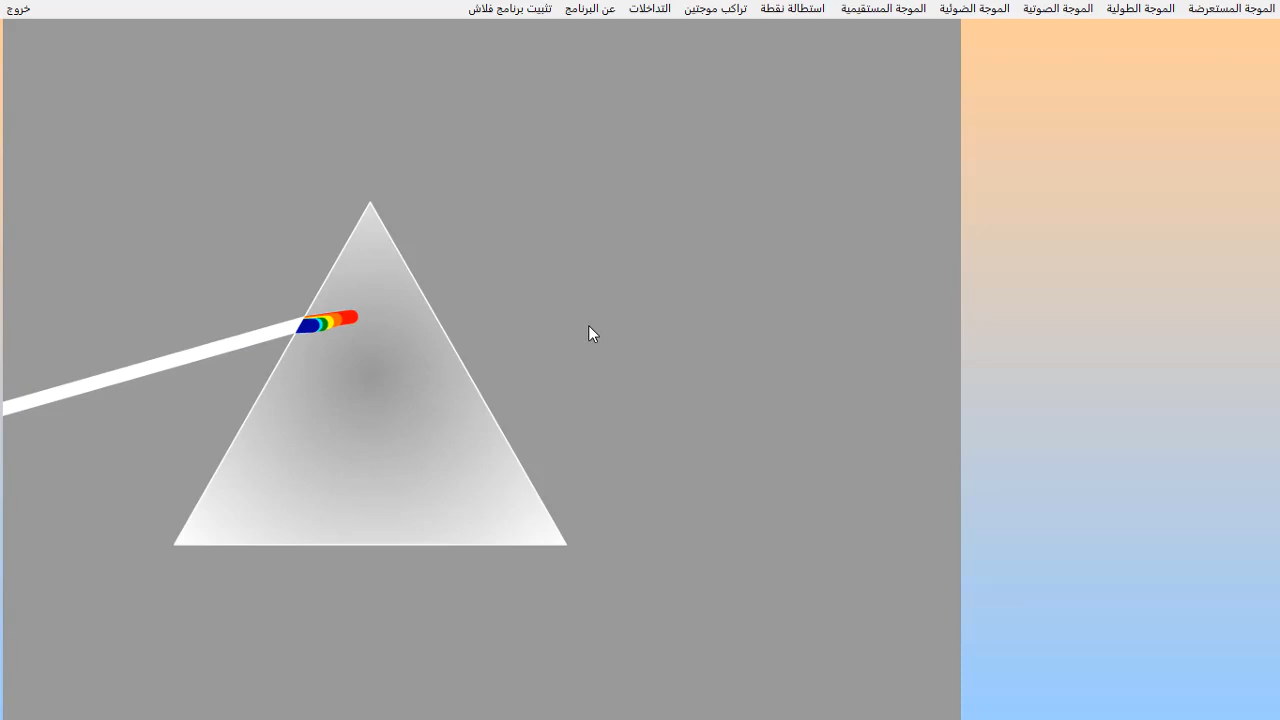 الموجة المستعرضة الموجة الطولية الموجة الصوتية الموجة الضوئية الموجة المستقيمية استطالة نقطة تراكب موجتين التداخلات عن البرنامج تثبيت برنامج فلاش خروج